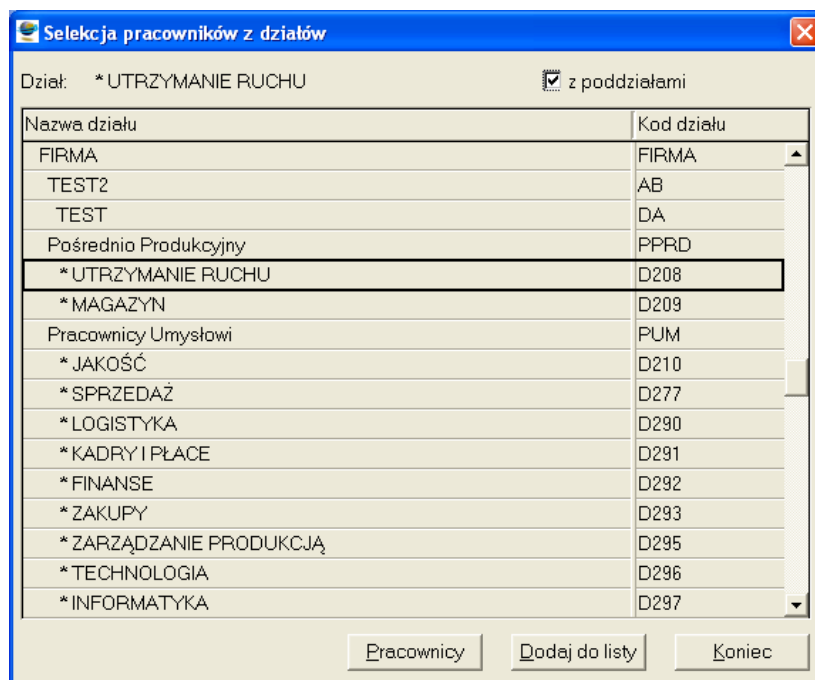 Selekcja pracowników z działów
Dział: * UTRZYMANIE RUCHU z poddziałami
Nazwa działu Kod działu
FIRMA FIRMA
TEST2 AB
TEST DA
Pośrednio Produkcyjny PPRD
* UTRZYMANIE RUCHU D208
* MAGAZYN D209
Pracownicy Umysłowi PUM
* JAKOŚĆ D210
* SPRZEDAŻ D277
* LOGISTYKA D290
* KADRY I PŁACE D291
* FINANSE D292
* ZAKUPY D293
* ZARZĄDZANIE PRODUKCJĄ D295
* TECHNOLOGIA D296
* INFORMATYKA D297
Pracownicy Dodaj do listy Koniec